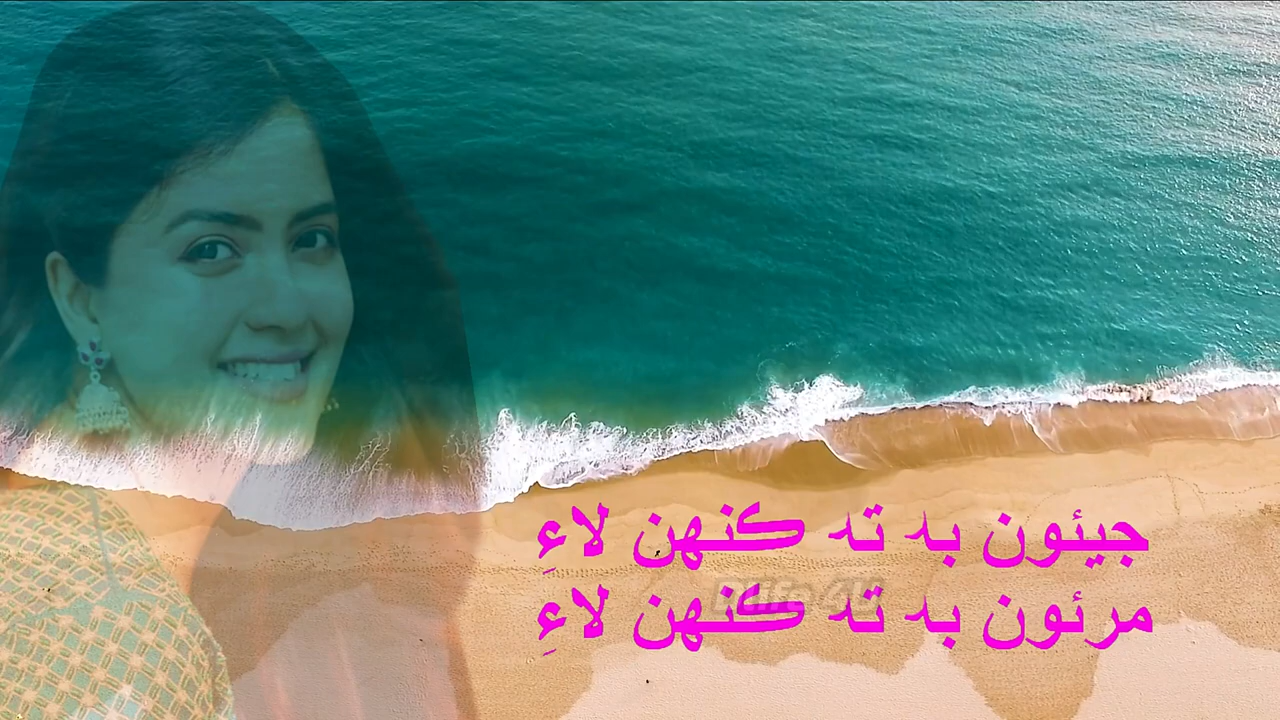 جيئون به ته ڪنهن لاءِ
مرئون به ته ڪنهن لاءِ